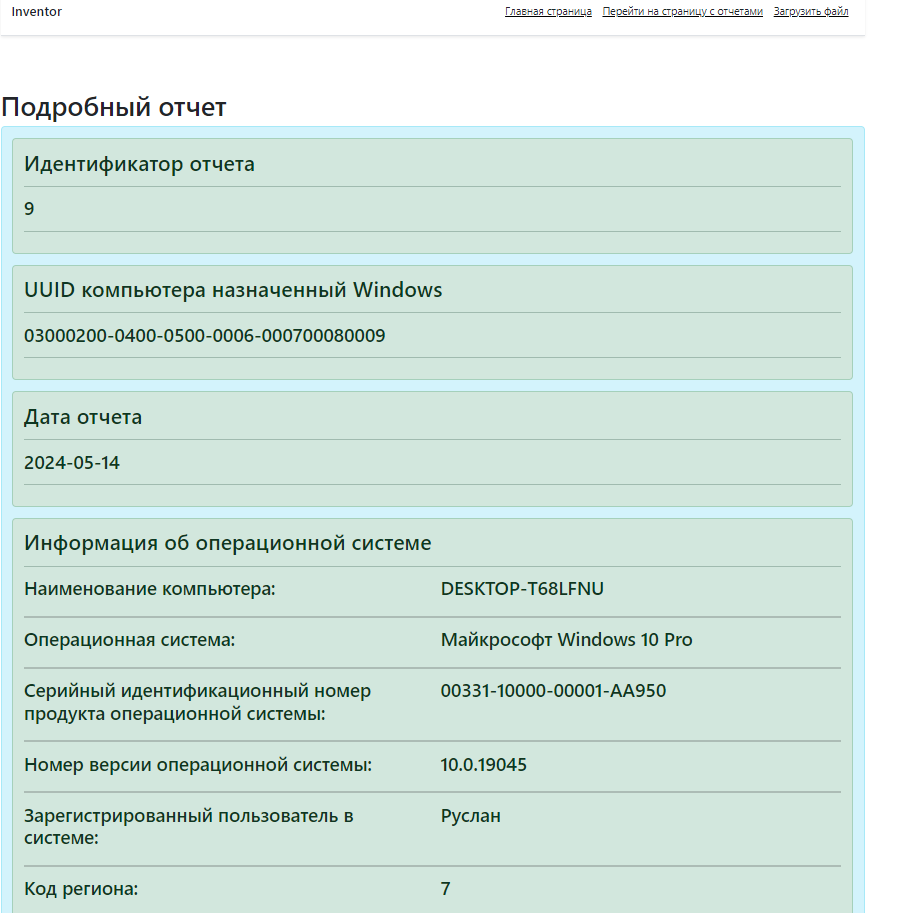 Inventor
Главная страница Перейти на страницу с отчетами Загрузить файл
Подробный отчет
Идентификатор отчета
9
UUID компьютера назначенный Windows
03000200-0400-0500-0006-000700080009
Дата отчета
2024-05-14
Информация об операционной системе
Наименование компьютера: DESKTOP-T68LFNU
Операционная система: Майкрософт Windows 10 Pro
Серийный идентификационный номер 00331-10000-00001-AA950
продукта операционной системы:
Номер версии операционной системы: 10.0.19045
Зарегистрированный пользователь в Руслан
системе:
Код региона: 7